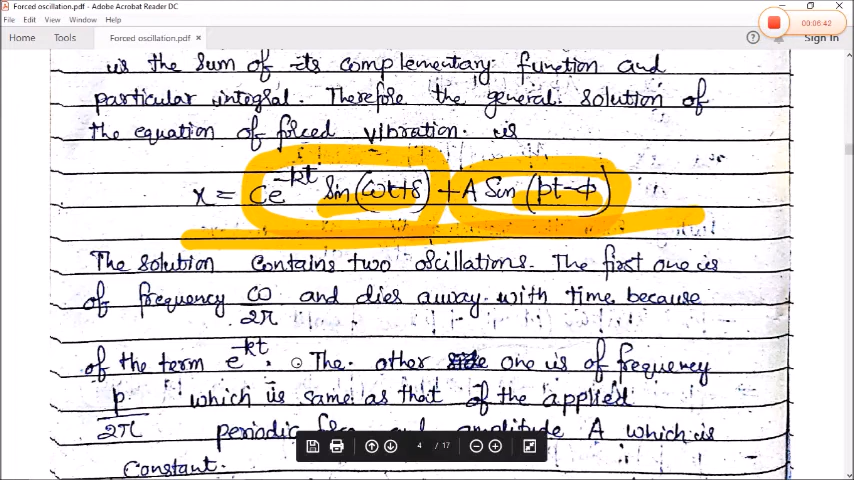 Forced oscillation.pdf - Adobe Acrobat Reader DC
File Edit View Window Help
00:06:42
Home Tools Forced oscillation.pdf × Sign In
is the sum of its complementary function and
particular integral. Therefore the general solution of
the equation of forced vibration is
x = Ce^-kt Sin(ωt+δ) + A Sin (pt-Φ)
The solution contains two oscillations. The first one is
of frequency ω/2π and dies away with time because
of the term e^-kt. The other one is of frequency
p/2π which is same as that of the applied
periodic and amplitude A which is
4 / 17
Constant.